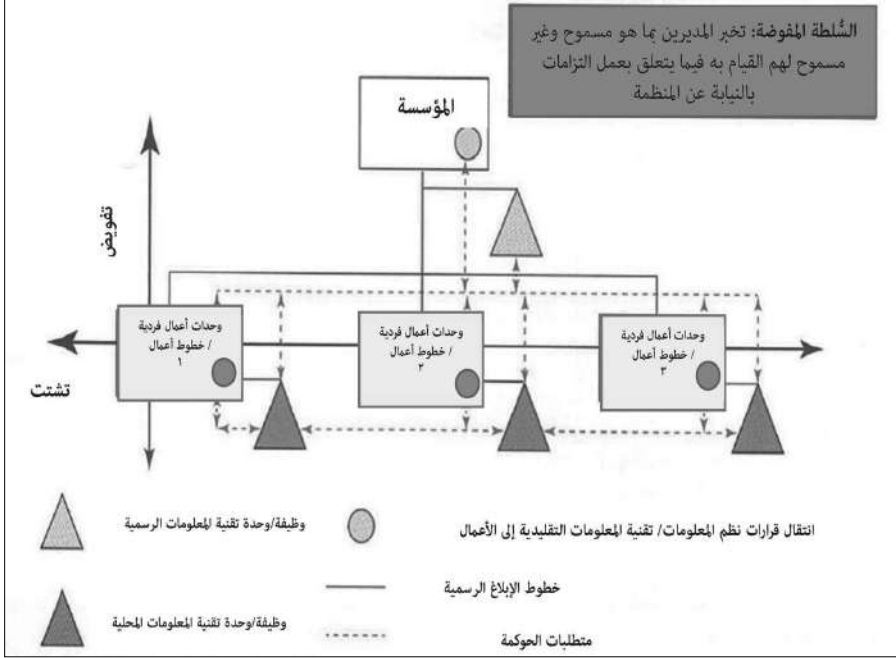 السُّلطة المفوضة: تخبر المديرين بما هو مسموح وغير
مسموح لهم القيام به فيما يتعلق بعمل التزامات
بالنيابة عن المنظمة
المؤسسة
تفويض
وحدات أعمال فردية
/ خطوط أعمال
١
وحدات أعمال فردية
/ خطوط أعمال
٢
وحدات أعمال فردية
/ خطوط أعمال
٣
تشتت
انتقال قرارات نظم المعلومات/ تقنية المعلومات التقليدية إلى الأعمال
وظيفة/وحدة تقنية المعلومات الرسمية
خطوط الإبلاغ الرسمية
وظيفة/وحدة تقنية المعلومات المحلية
متطلبات الحوكمة